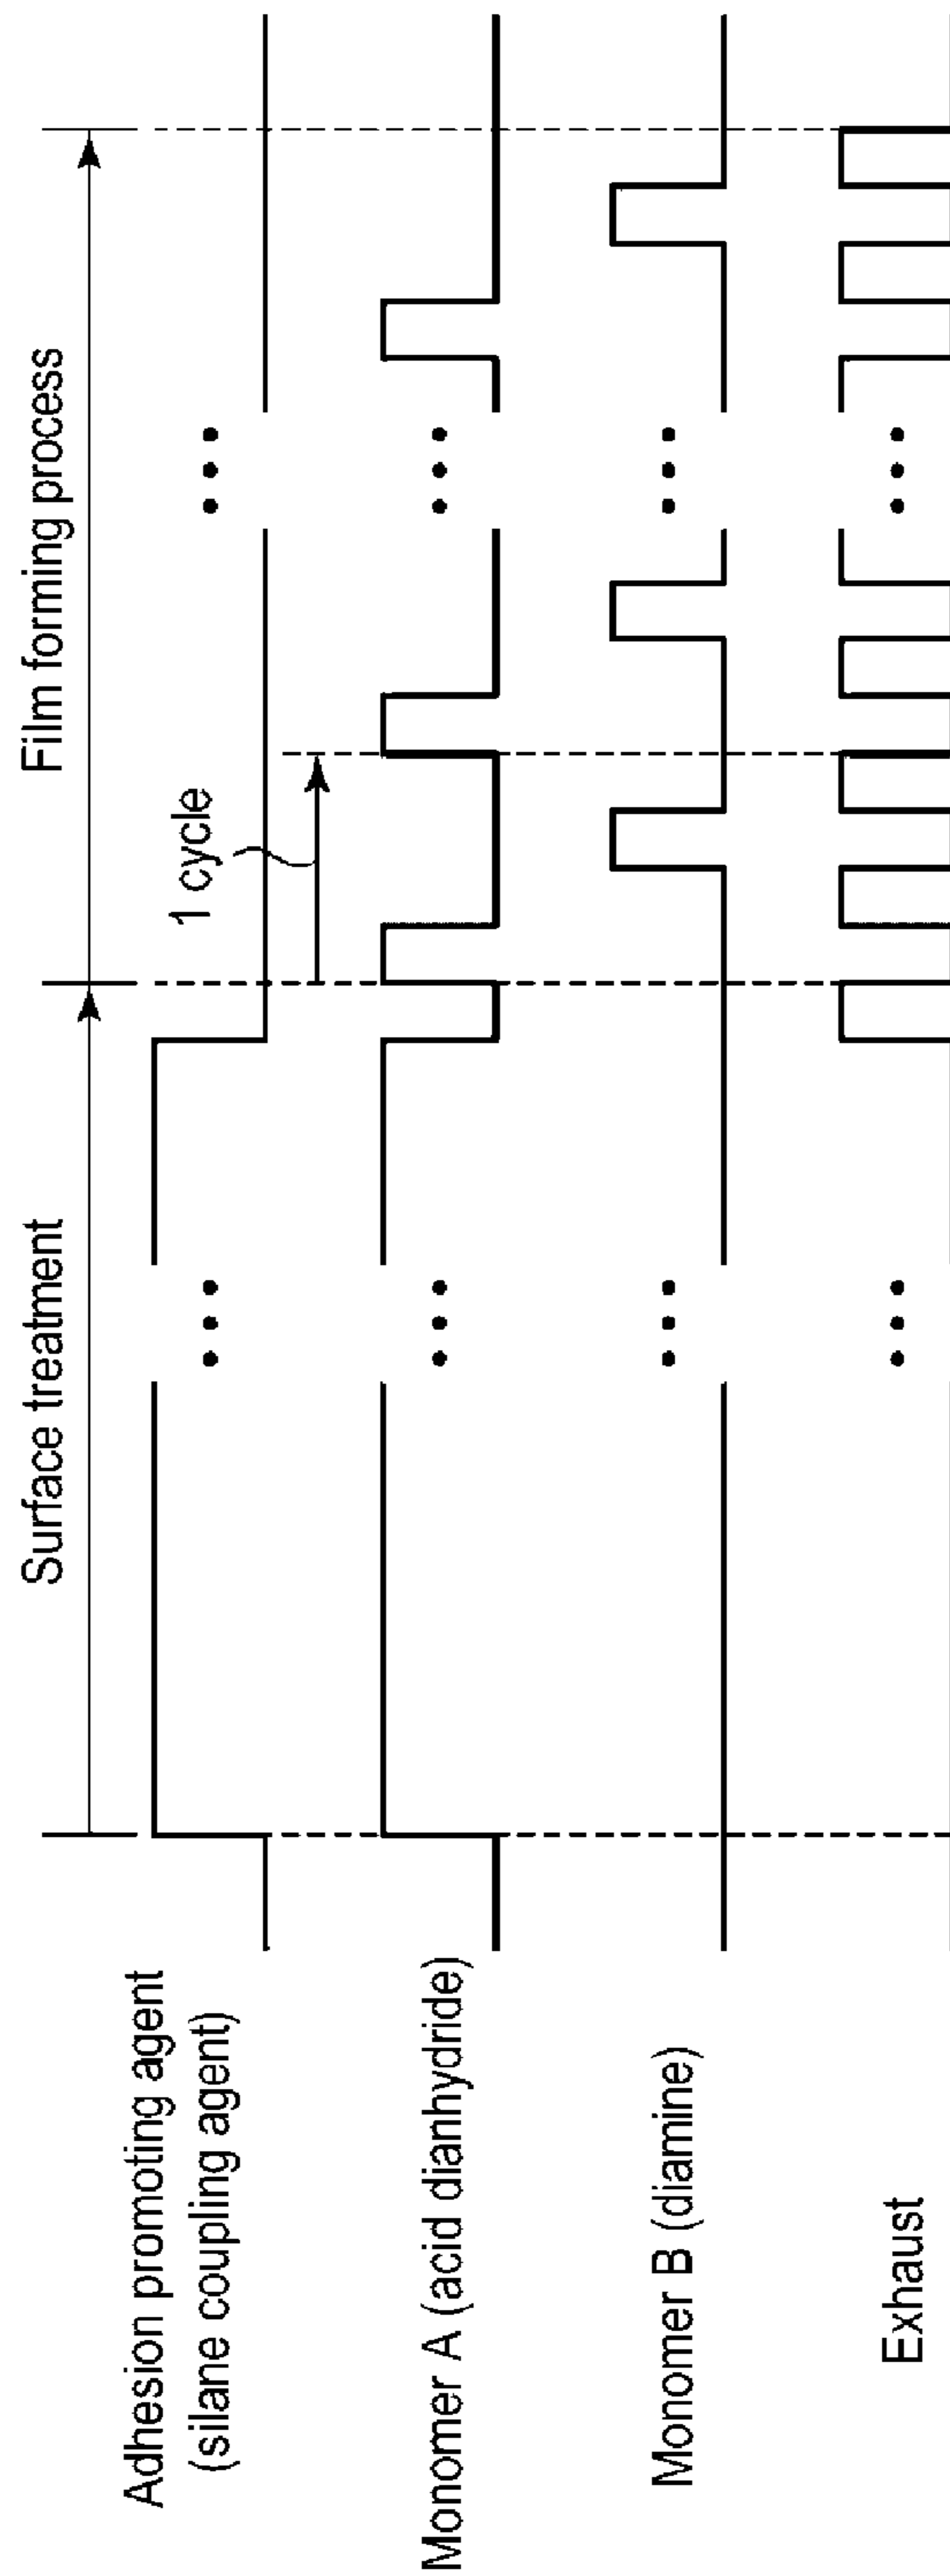 Surface treatment
Film forming process
1 cycle
Adhesion promoting agent
(silane coupling agent)
Monomer A (acid dianhydride)
Monomer B (diamine)
Exhaust